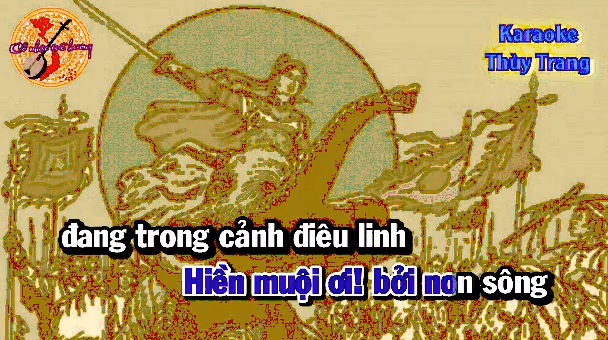 Karaoke
Thùy Trang
đang trong cảnh điêu linh
Hiền muội ơi! bởi non sông